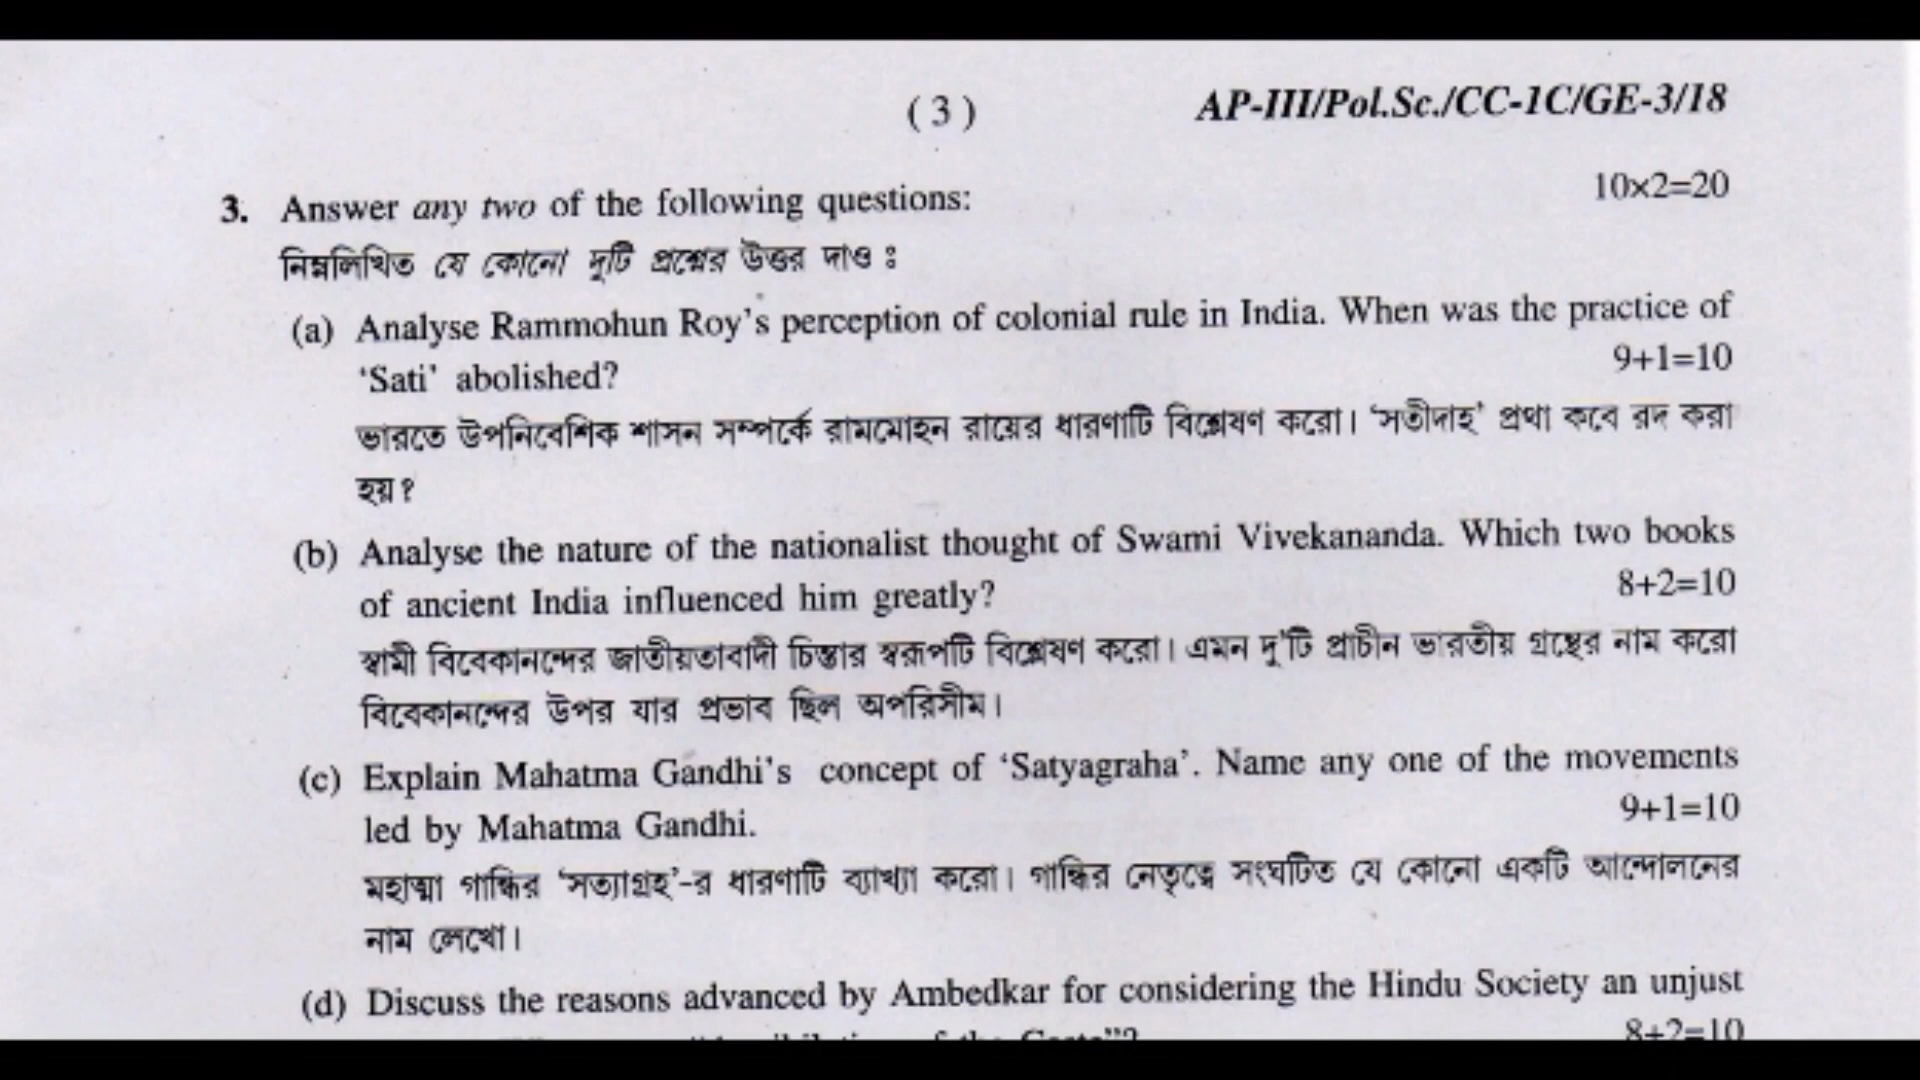 ( 3 )
AP-III/Pol.Sc./CC-1C/GE-3/18
3. Answer any two of the following questions:
10×2=20
নিম্নলিখিত যে কোনো দুটি প্রশ্নের উত্তর দাও ঃ
(a) Analyse Rammohun Roy's perception of colonial rule in India. When was the practice of
'Sati' abolished?
9+1=10
ভারতে উপনিবেশিক শাসন সম্পর্কে রামমোহন রায়ের ধারণাটি বিশ্লেষণ করো। 'সতীদাহ' প্রথা কবে রদ করা
হয়?
(b) Analyse the nature of the nationalist thought of Swami Vivekananda. Which two books
of ancient India influenced him greatly?
8+2=10
স্বামী বিবেকানন্দের জাতীয়তাবাদী চিন্তার স্বরূপটি বিশ্লেষণ করো। এমন দু'টি প্রাচীন ভারতীয় গ্রন্থের নাম করো
বিবেকানন্দের উপর যার প্রভাব ছিল অপরিসীম।
(c) Explain Mahatma Gandhi's concept of 'Satyagraha'. Name any one of the movements
led by Mahatma Gandhi.
9+1=10
মহাত্মা গান্ধির 'সত্যাগ্রহ'-র ধারণাটি ব্যাখ্যা করো। গান্ধির নেতৃত্বে সংঘটিত যে কোনো একটি আন্দোলনের
নাম লেখো।
(d) Discuss the reasons advanced by Ambedkar for considering the Hindu Society an unjust
8+2=10